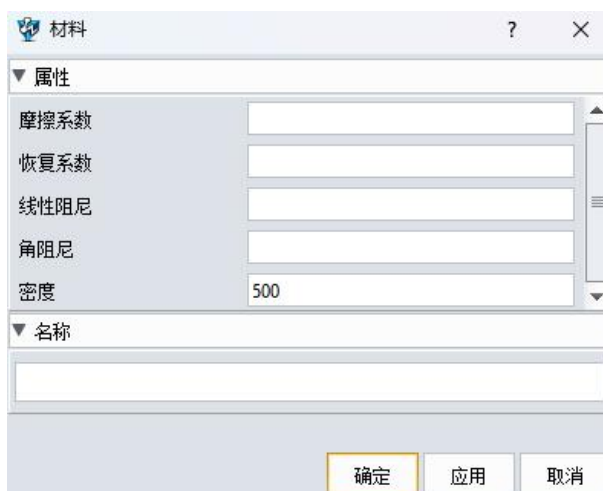 材料 ?
属性
摩擦系数
恢复系数
线性阻尼
角阻尼
密度 500
名称
确定 应用 取消